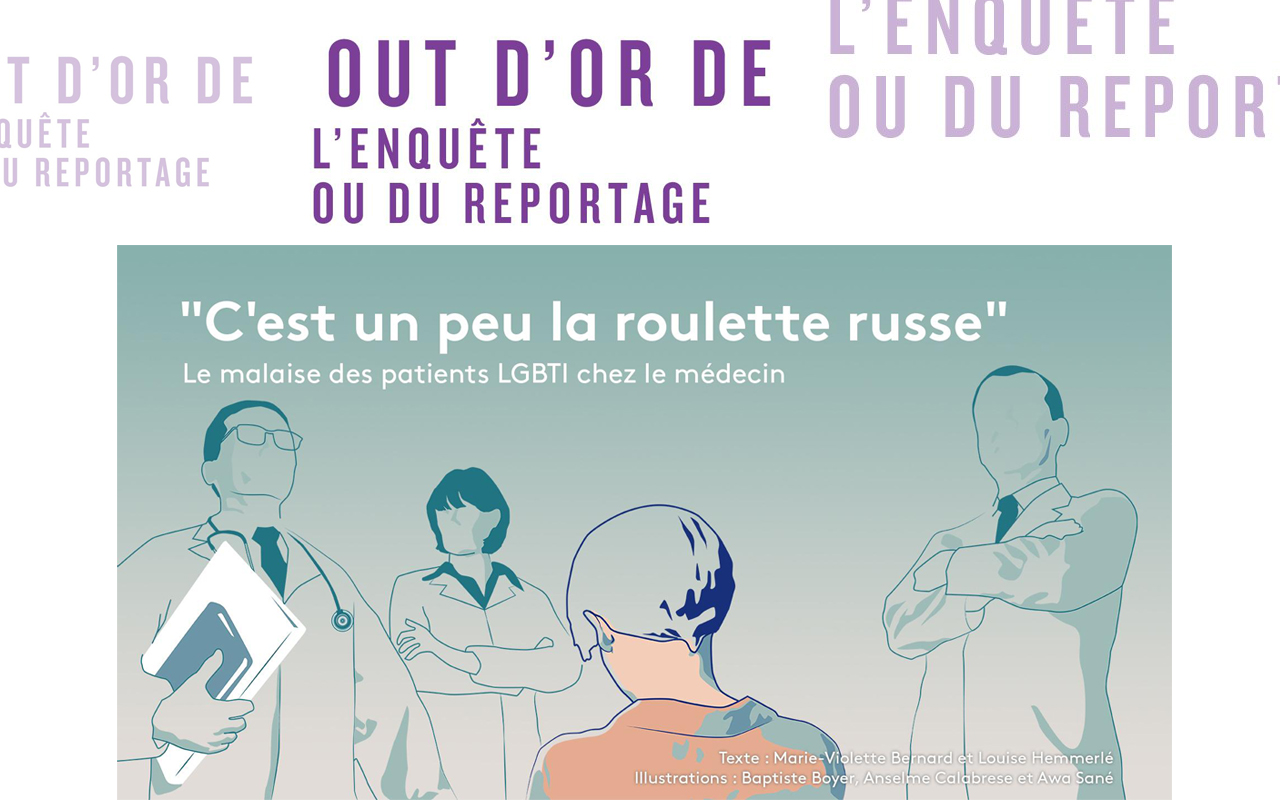 T D'OR DE
QUÊTE
U REPORTAGE
OUT D'OR DE
L'ENQUÊTE
OU DU REPORTAGE
L'ENQUÊTE
OU DU REPORT
"C'est un peu la roulette russe"
Le malaise des patients LGBTI chez le médecin
Texte : Marie-Violette Bernard et Louise Hemmerlé
Illustrations : Baptiste Boyer, Anselme Calabrese et Awa Sané